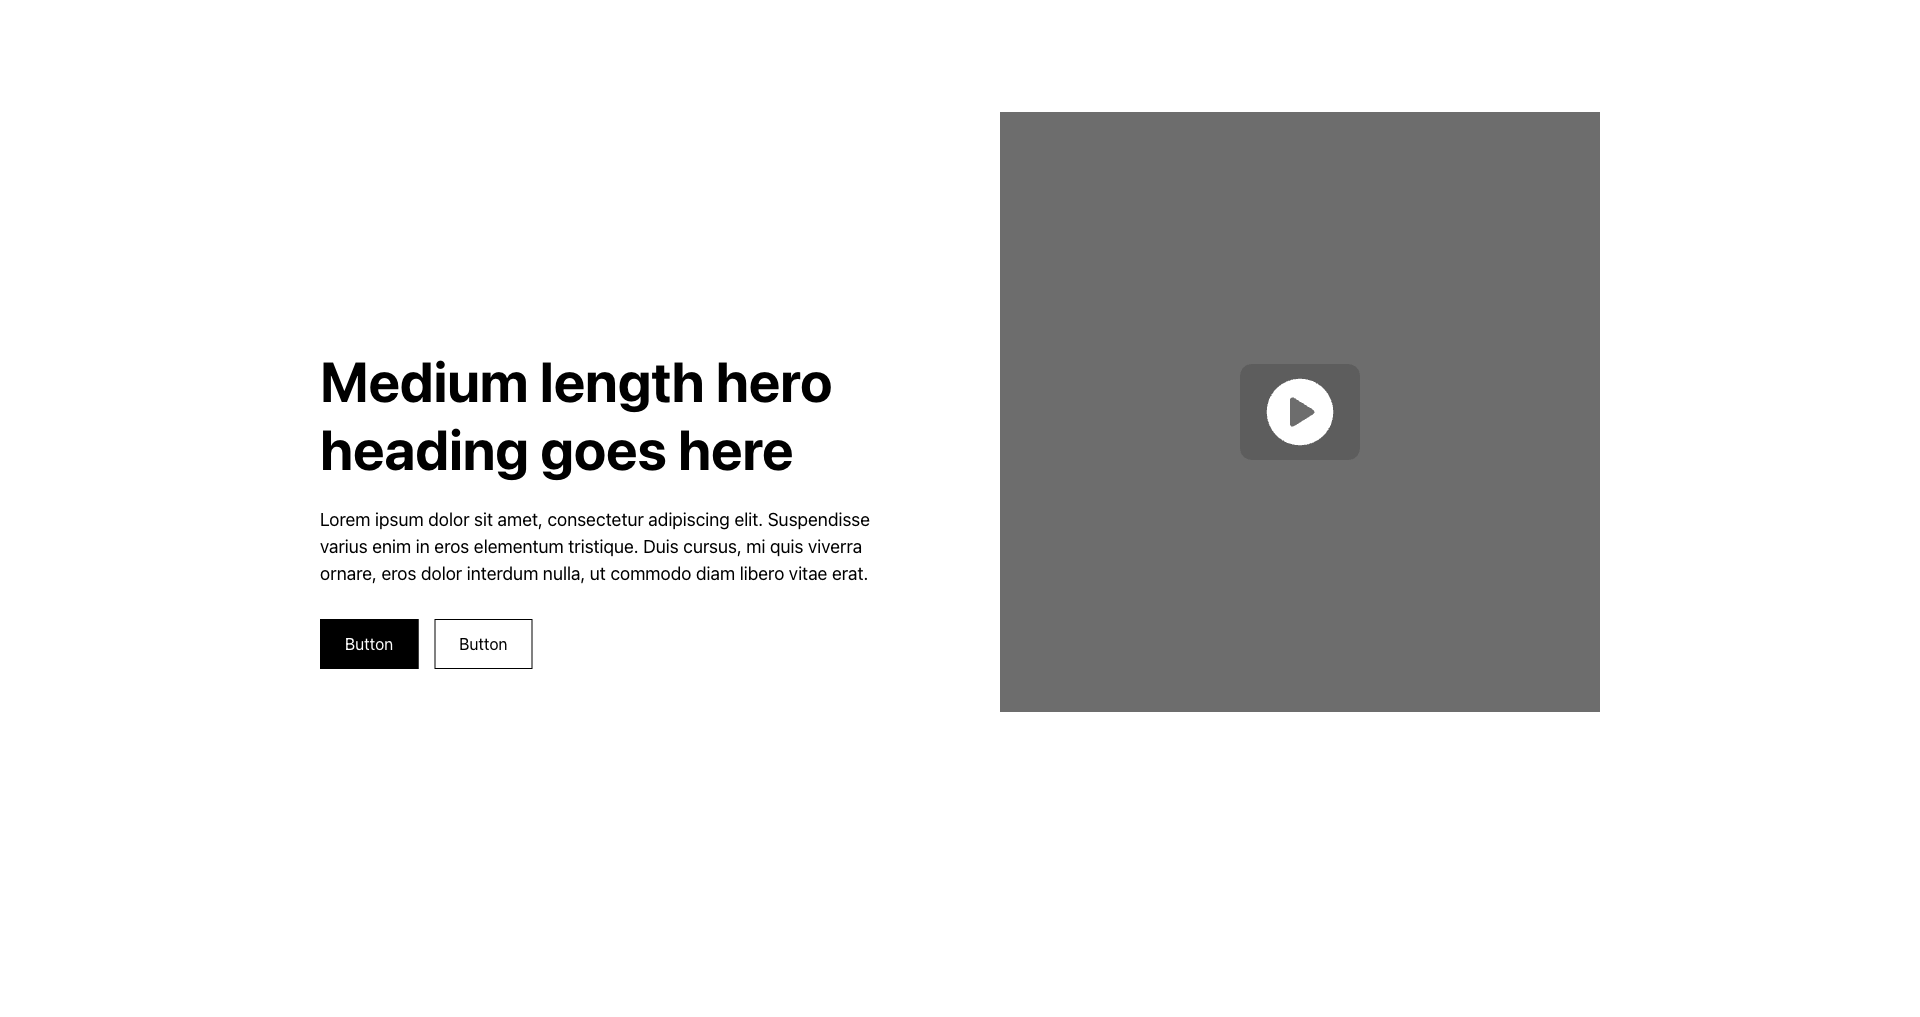 Medium length hero
heading goes here
Lorem ipsum dolor sit amet, consectetur adipiscing elit. Suspendisse
varius enim in eros elementum tristique. Duis cursus, mi quis viverra
ornare, eros dolor interdum nulla, ut commodo diam libero vitae erat.
Button Button